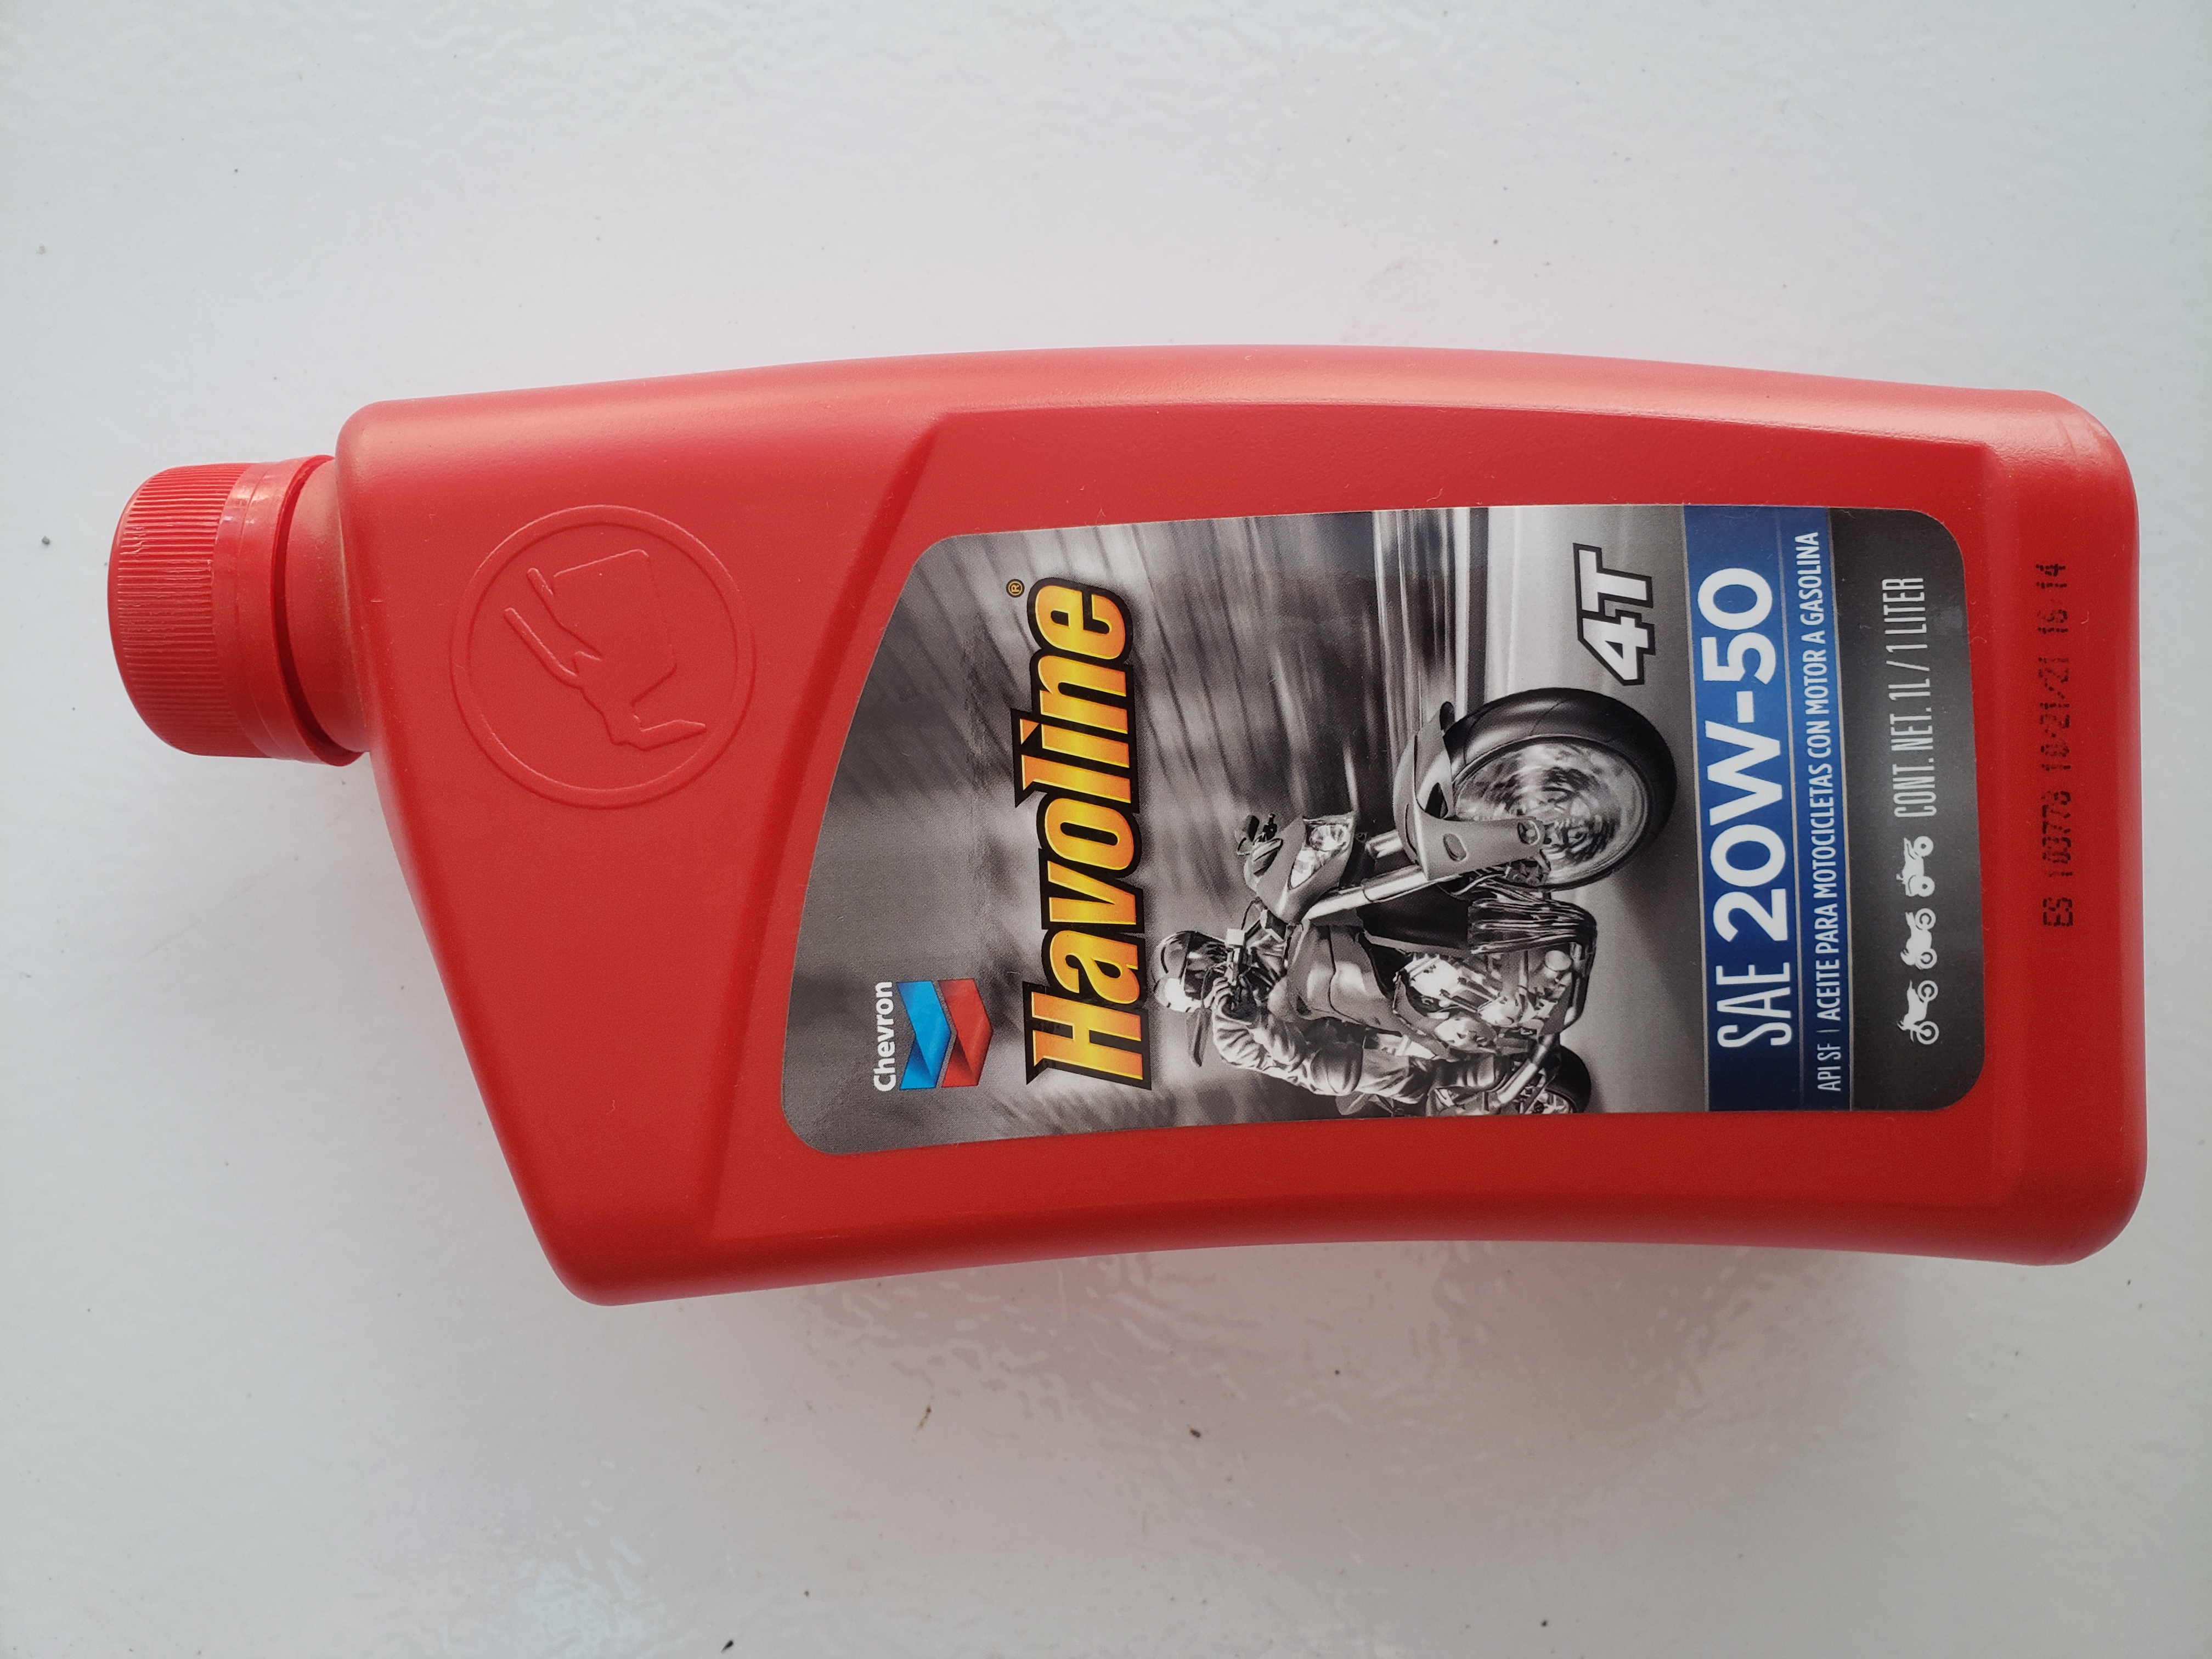 Chevron
Havoline®
4T
SAE 20W-50
API SF | ACEITE PARA MOTOCICLETAS CON MOTOR A GASOLINA
CONT. NET. 1L / 1 LITER
ES 103778 10/21/21 16 14